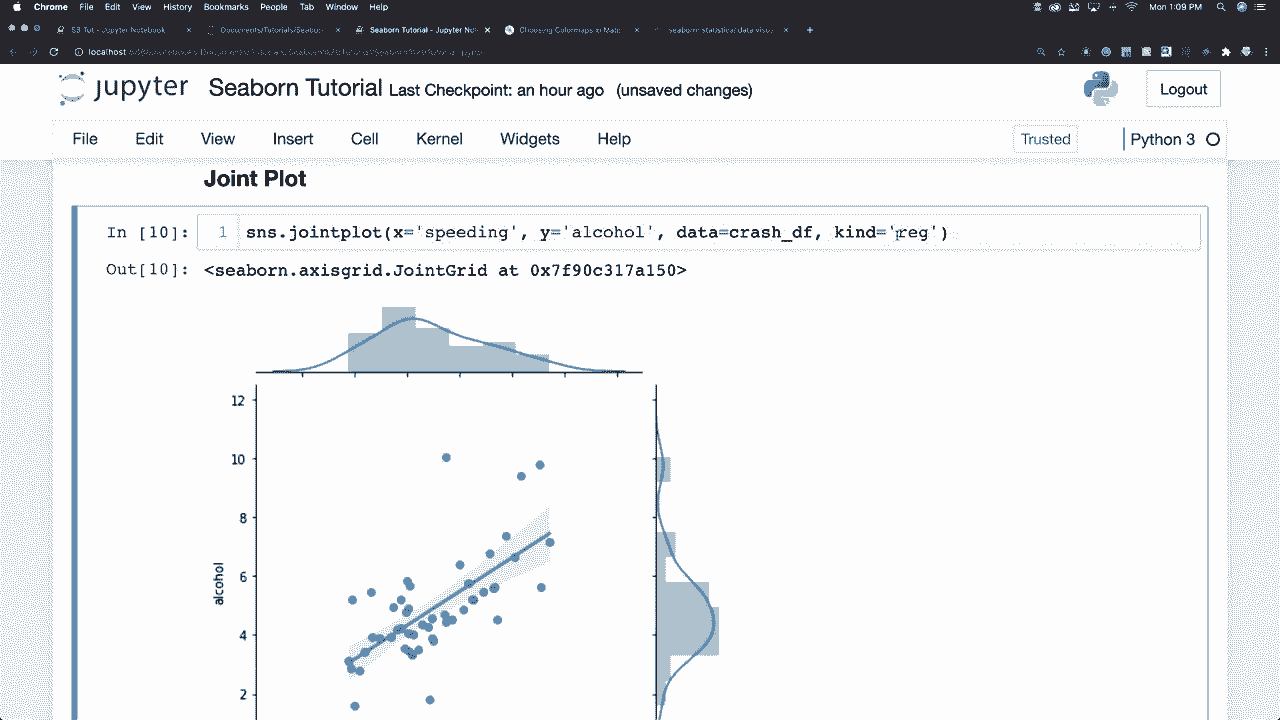 Chrome File Edit View History Bookmarks People Tab Window Help Mon 1:09 PM
S3 Tut - Jupyter Notebook Documents/Tutorials/Seabo Seaborn Tutorial - Jupyter Not Choosing Colormaps in Mat seaborn: statistical data visu
localhost
jupyter Seaborn Tutorial Last Checkpoint: an hour ago (unsaved changes) Logout
File Edit View Insert Cell Kernel Widgets Help Trusted Python 3
Joint Plot
In [10]: 1 sns.jointplot(x='speeding', y='alcohol', data=crash_df, kind='reg')
Out[10]: <seaborn.axisgrid.JointGrid at 0x7f90c317a150>
12
10
8
6
alcohol
4
2